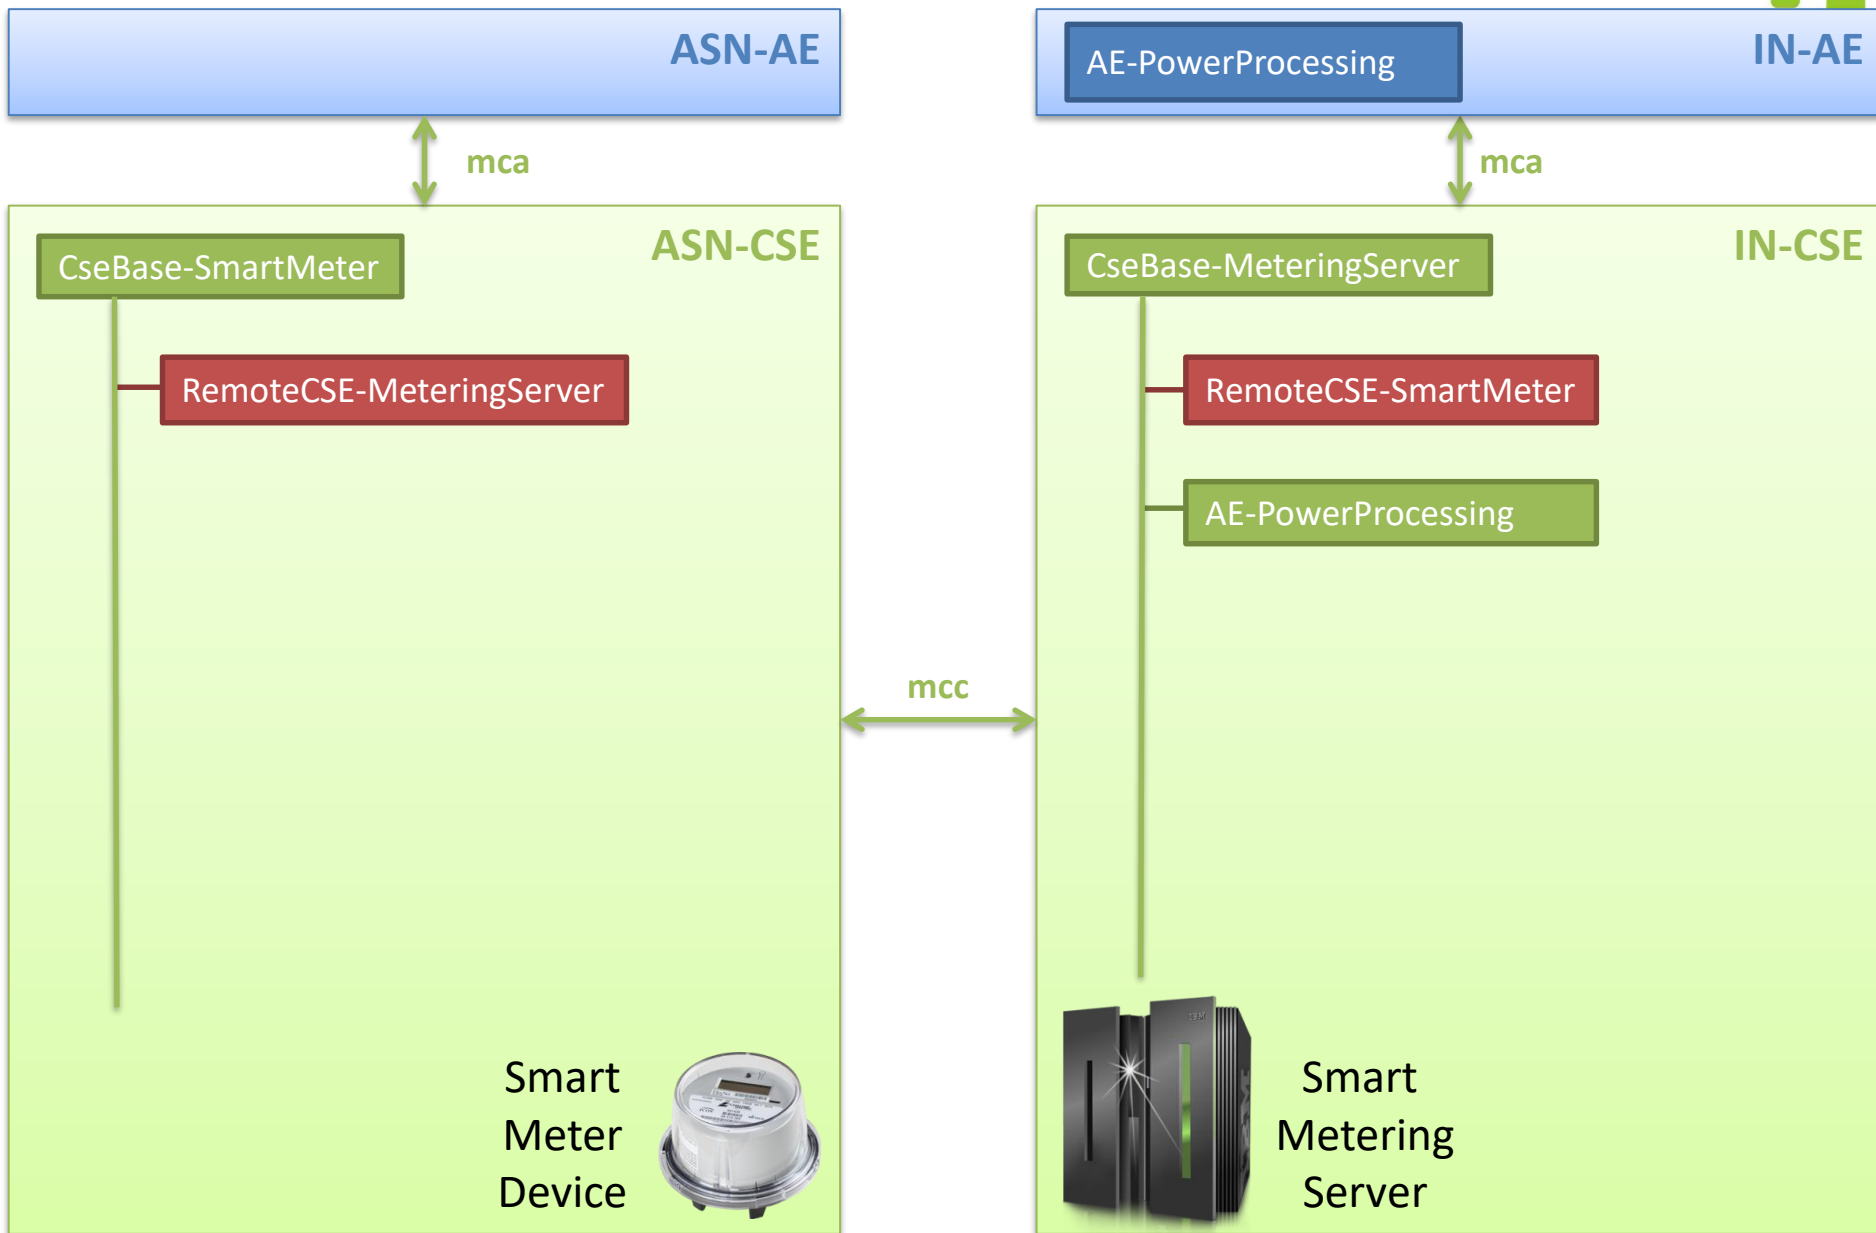 ASN-AE
AE-PowerProcessing
IN-AE
mca
mca
ASN-CSE
CseBase-SmartMeter
RemoteCSE-MeteringServer
IN-CSE
CseBase-MeteringServer
RemoteCSE-SmartMeter
AE-PowerProcessing
mcc
Smart
Meter
Device
Smart
Metering
Server